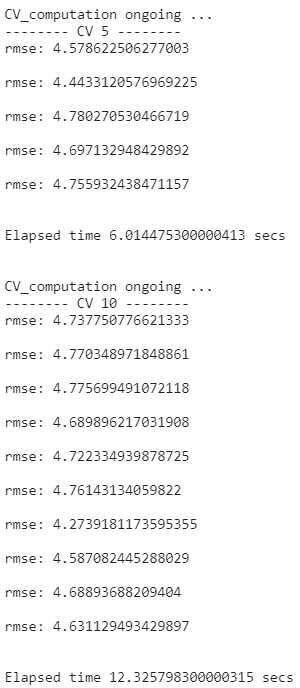 CV_computation ongoing ...
-------- CV 5 --------
rmse: 4.578622506277003
rmse: 4.4433120576969225
rmse: 4.780270530466719
rmse: 4.697132948429892
rmse: 4.755932438471157
Elapsed time 6.014475300000413 secs
CV_computation ongoing ...
-------- CV 10 --------
rmse: 4.737750776621333
rmse: 4.770348971848861
rmse: 4.775699491072118
rmse: 4.689896217031908
rmse: 4.722334939878725
rmse: 4.76143134059822
rmse: 4.2739181173595355
rmse: 4.587082445288029
rmse: 4.68893688209404
rmse: 4.631129493429897
Elapsed time 12.325798300000315 secs